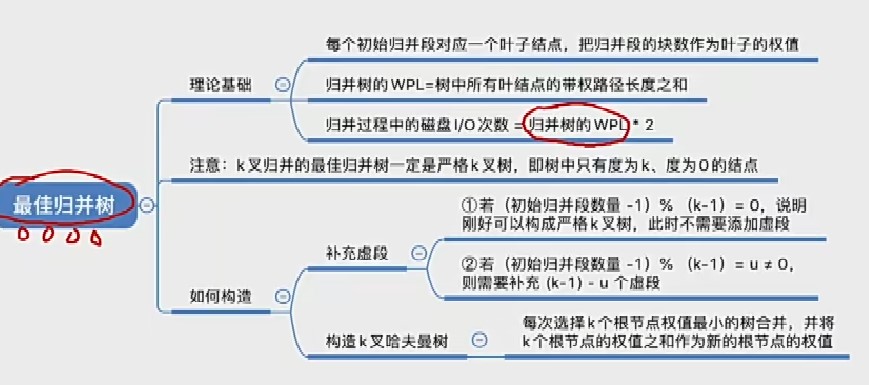 每个初始归并段对应一个叶子结点，把归并段的块数作为叶子的权值
理论基础
归并树的WPL=树中所有叶结点的带权路径长度之和
归并过程中的磁盘I/O次数 = 归并树的WPL * 2
注意：k叉归并的最佳归并树一定是严格k叉树，即树中只有度为k、度为0的结点
最佳归并树
①若（初始归并段数量 -1）%（k-1）= 0，说明
刚好可以构成严格k叉树，此时不需要添加虚段
补充虚段
②若（初始归并段数量 -1）%（k-1）= u ≠ 0，
则需要补充 (k-1) - u 个虚段
如何构造
每次选择k个根节点权值最小的树合并，并将
k个根节点的权值之和作为新的根节点的权值
构造k叉哈夫曼树